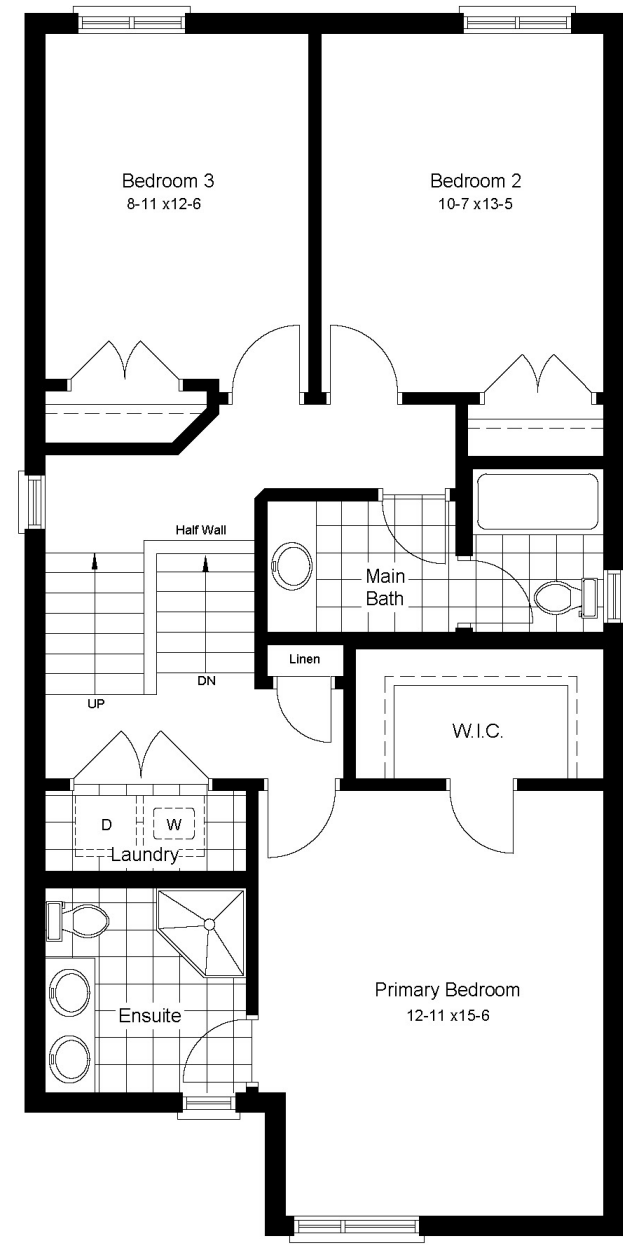 Bedroom 3
8-11 x12-6
Bedroom 2
10-7 x13-5
Half Wall
Main
Bath
UP
DN
Linen
W.I.C.
D
W
Laundry
Ensuite
Primary Bedroom
12-11 x15-6